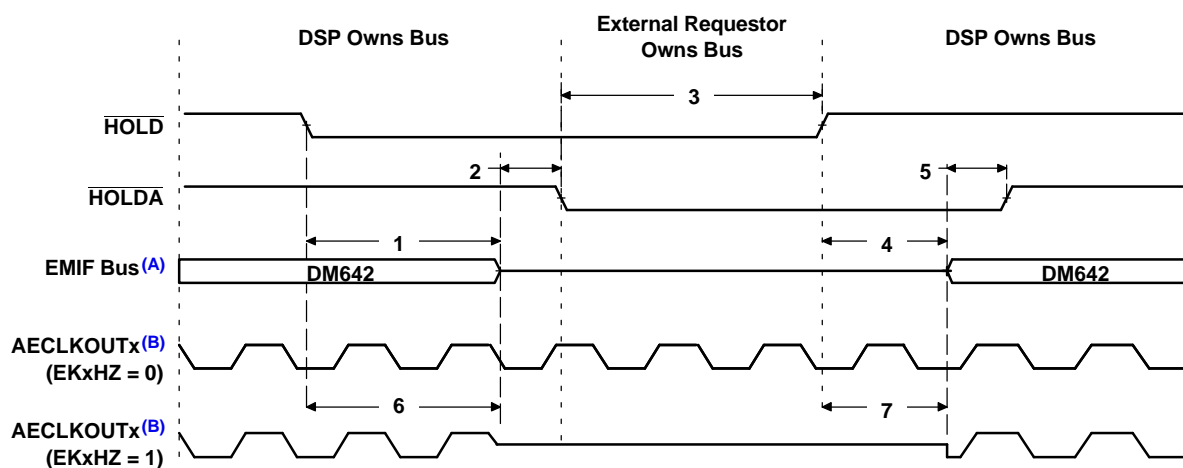 DSP Owns Bus
External Requestor
Owns Bus
DSP Owns Bus
3
HOLD
2
5
HOLDA
1
4
EMIF Bus(A)
DM642
DM642
AECLKOUTx(B)
(EKxHZ = 0)
6
7
AECLKOUTx(B)
(EKxHZ = 1)